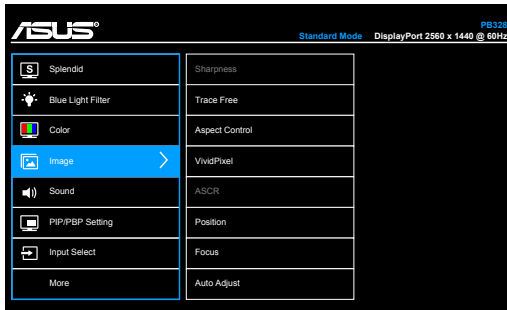 ASUS
PB328
Standard Mode DisplayPort 2560 x 1440 @ 60Hz
S Splendid
Blue Light Filter
Color
Image
Sound
PIP/PBP Setting
Input Select
More
Sharpness
Trace Free
Aspect Control
VividPixel
ASCR
Position
Focus
Auto Adjust